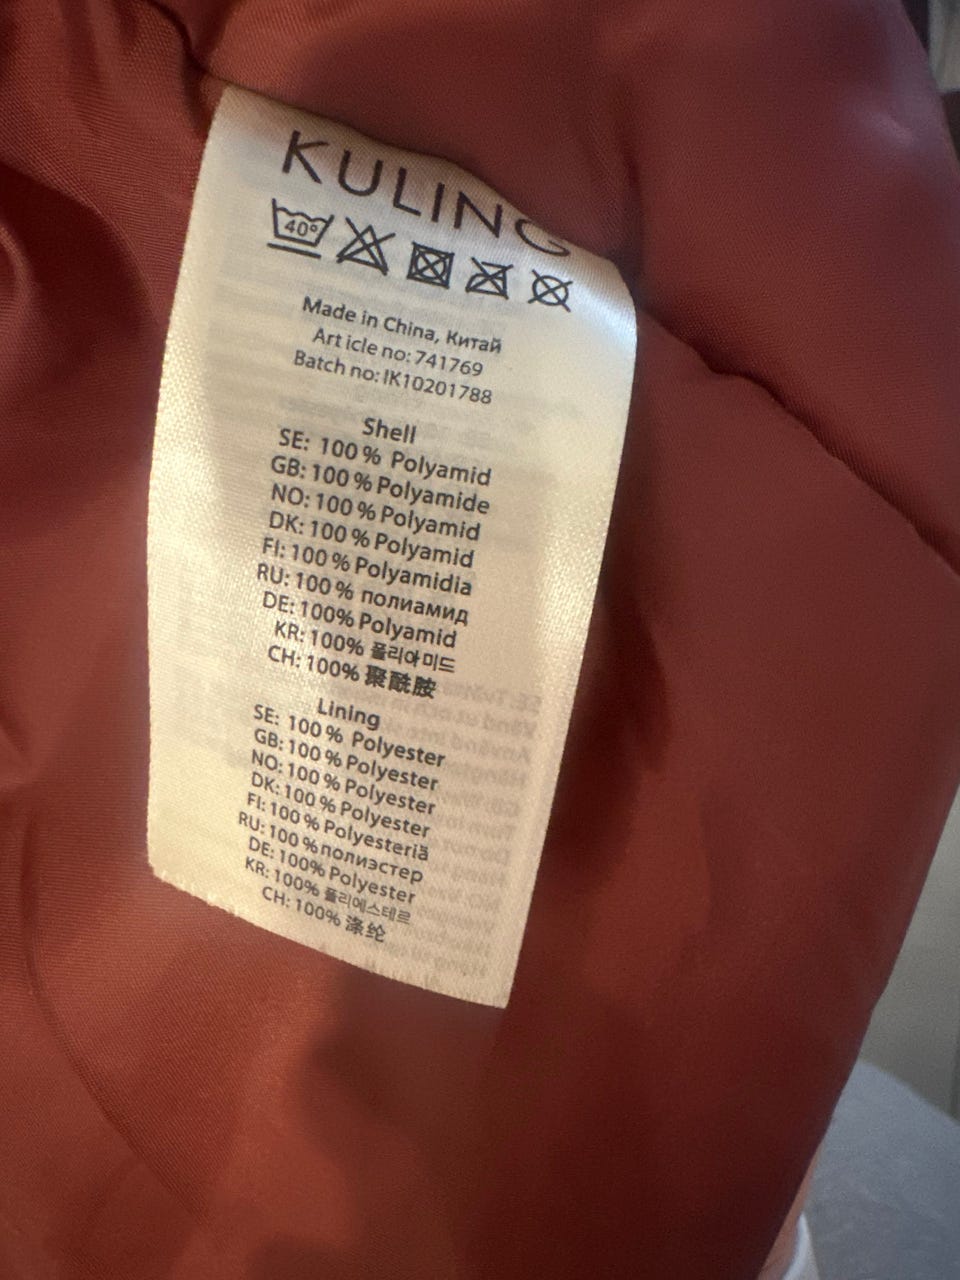 KULING
40°
Made in China, Китай
Art icle no: 741769
Batch no: IK10201788
Shell
SE: 100 % Polyamid
GB: 100 % Polyamide
NO: 100 % Polyamid
DK: 100 % Polyamid
FI: 100 % Polyamidia
RU: 100 % полиамид
DE: 100% Polyamid
KR: 100% 폴리아미드
CH: 100% 聚酰胺
Lining
SE: 100 % Polyester
GB: 100 % Polyester
NO: 100 % Polyester
DK: 100 % Polyester
FI: 100 % Polyesteriä
RU: 100 % полиэстер
DE: 100% Polyester
KR: 100% 폴리에스테르
CH: 100% 涤纶